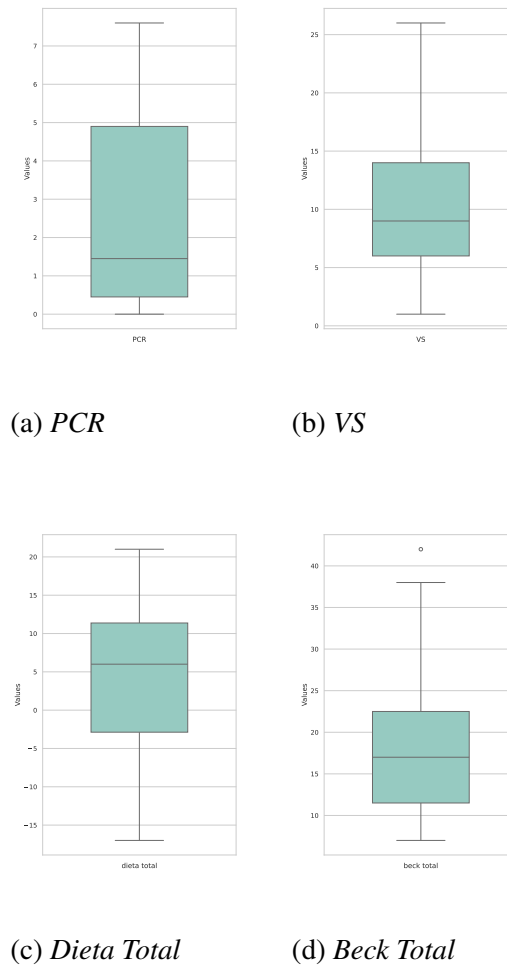 7
6
5
4
3
2
1
0
Values
PCR
(a) PCR
25
20
15
10
5
0
Values
VS
(b) VS
20
15
10
5
0
−5
−10
−15
Values
dieta total
(c) Dieta Total
40
35
30
25
20
15
10
Values
beck total
(d) Beck Total